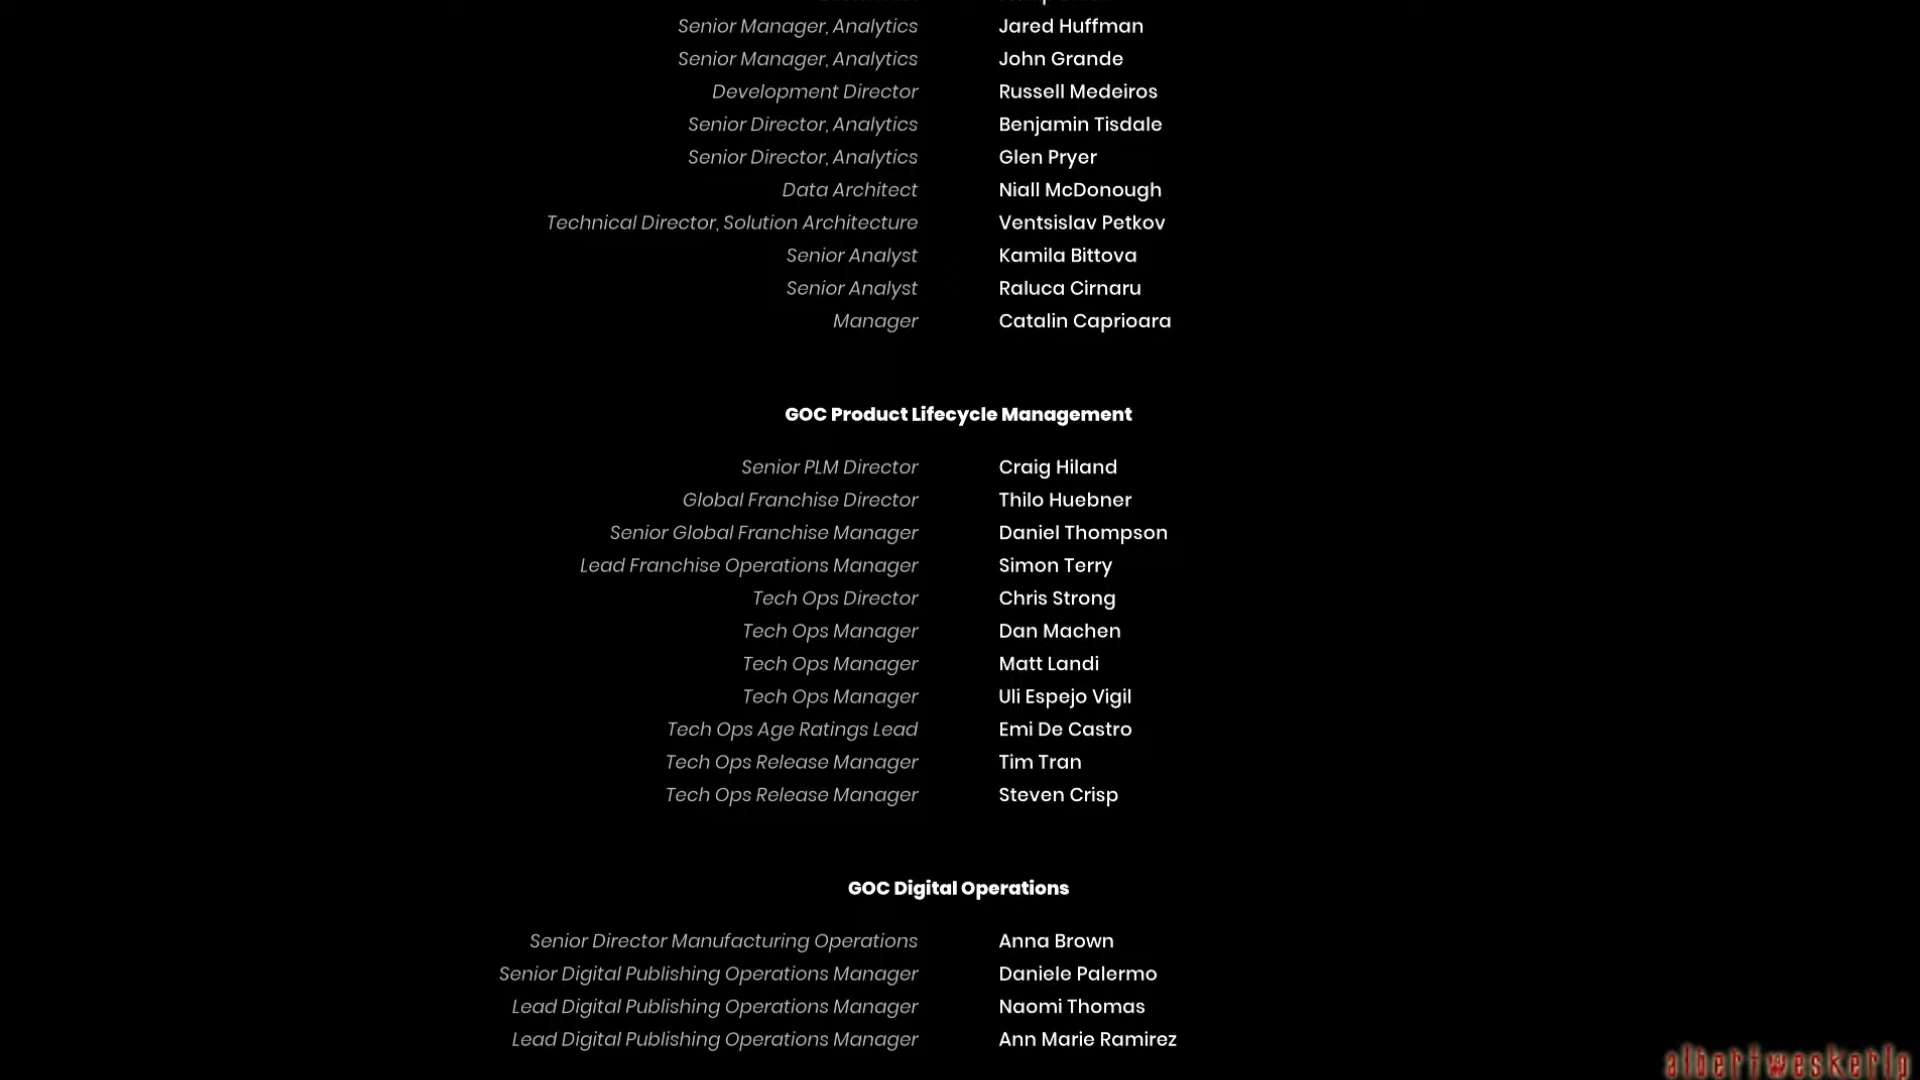 Senior Manager, Analytics Jared Huffman
Senior Manager, Analytics John Grande
Development Director Russell Medeiros
Senior Director, Analytics Benjamin Tisdale
Senior Director, Analytics Glen Pryer
Data Architect Niall McDonough
Technical Director, Solution Architecture Ventsislav Petkov
Senior Analyst Kamila Bittova
Senior Analyst Raluca Cirnaru
Manager Catalin Caprioara
GOC Product Lifecycle Management
Senior PLM Director Craig Hiland
Global Franchise Director Thilo Huebner
Senior Global Franchise Manager Daniel Thompson
Lead Franchise Operations Manager Simon Terry
Tech Ops Director Chris Strong
Tech Ops Manager Dan Machen
Tech Ops Manager Matt Landi
Tech Ops Manager Uli Espejo Vigil
Tech Ops Age Ratings Lead Emi De Castro
Tech Ops Release Manager Tim Tran
Tech Ops Release Manager Steven Crisp
GOC Digital Operations
Senior Director Manufacturing Operations Anna Brown
Senior Digital Publishing Operations Manager Daniele Palermo
Lead Digital Publishing Operations Manager Naomi Thomas
Lead Digital Publishing Operations Manager Ann Marie Ramirez
albertweskerlp